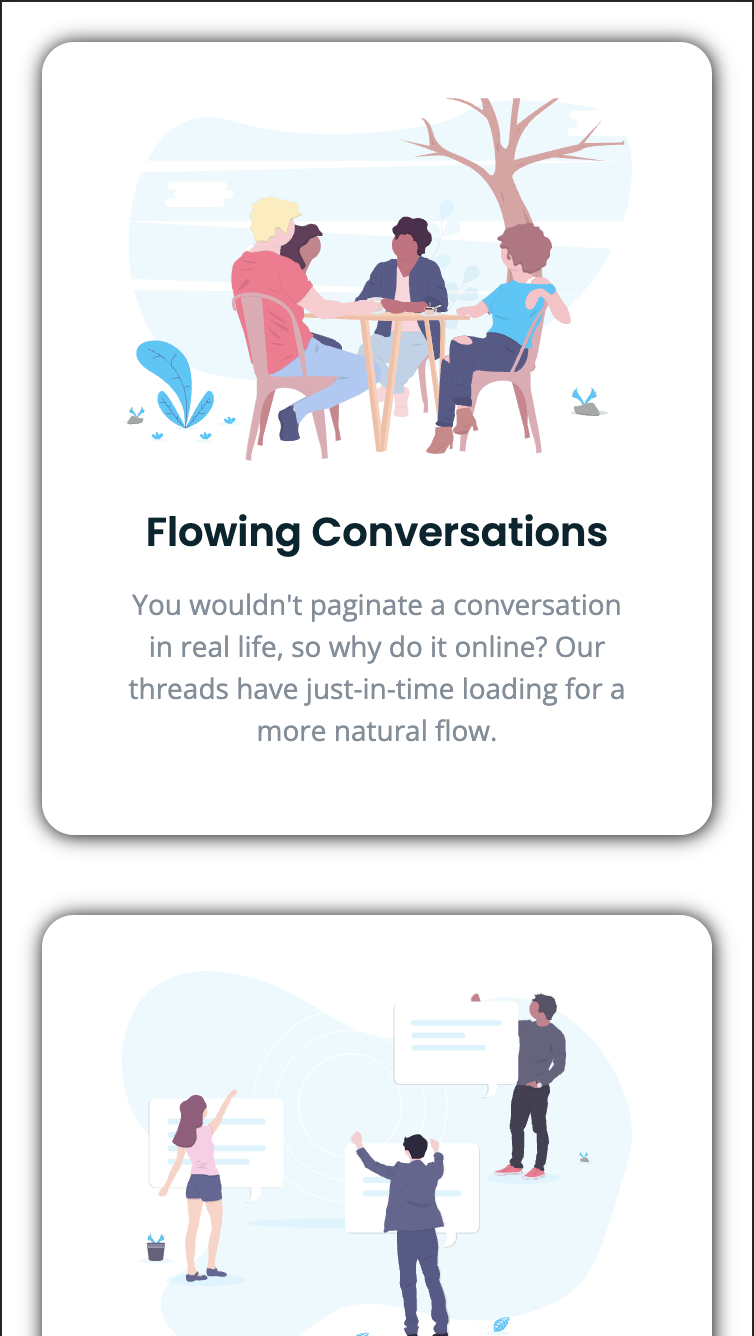 Flowing Conversations
You wouldn't paginate a conversation
in real life, so why do it online? Our
threads have just-in-time loading for a
more natural flow.